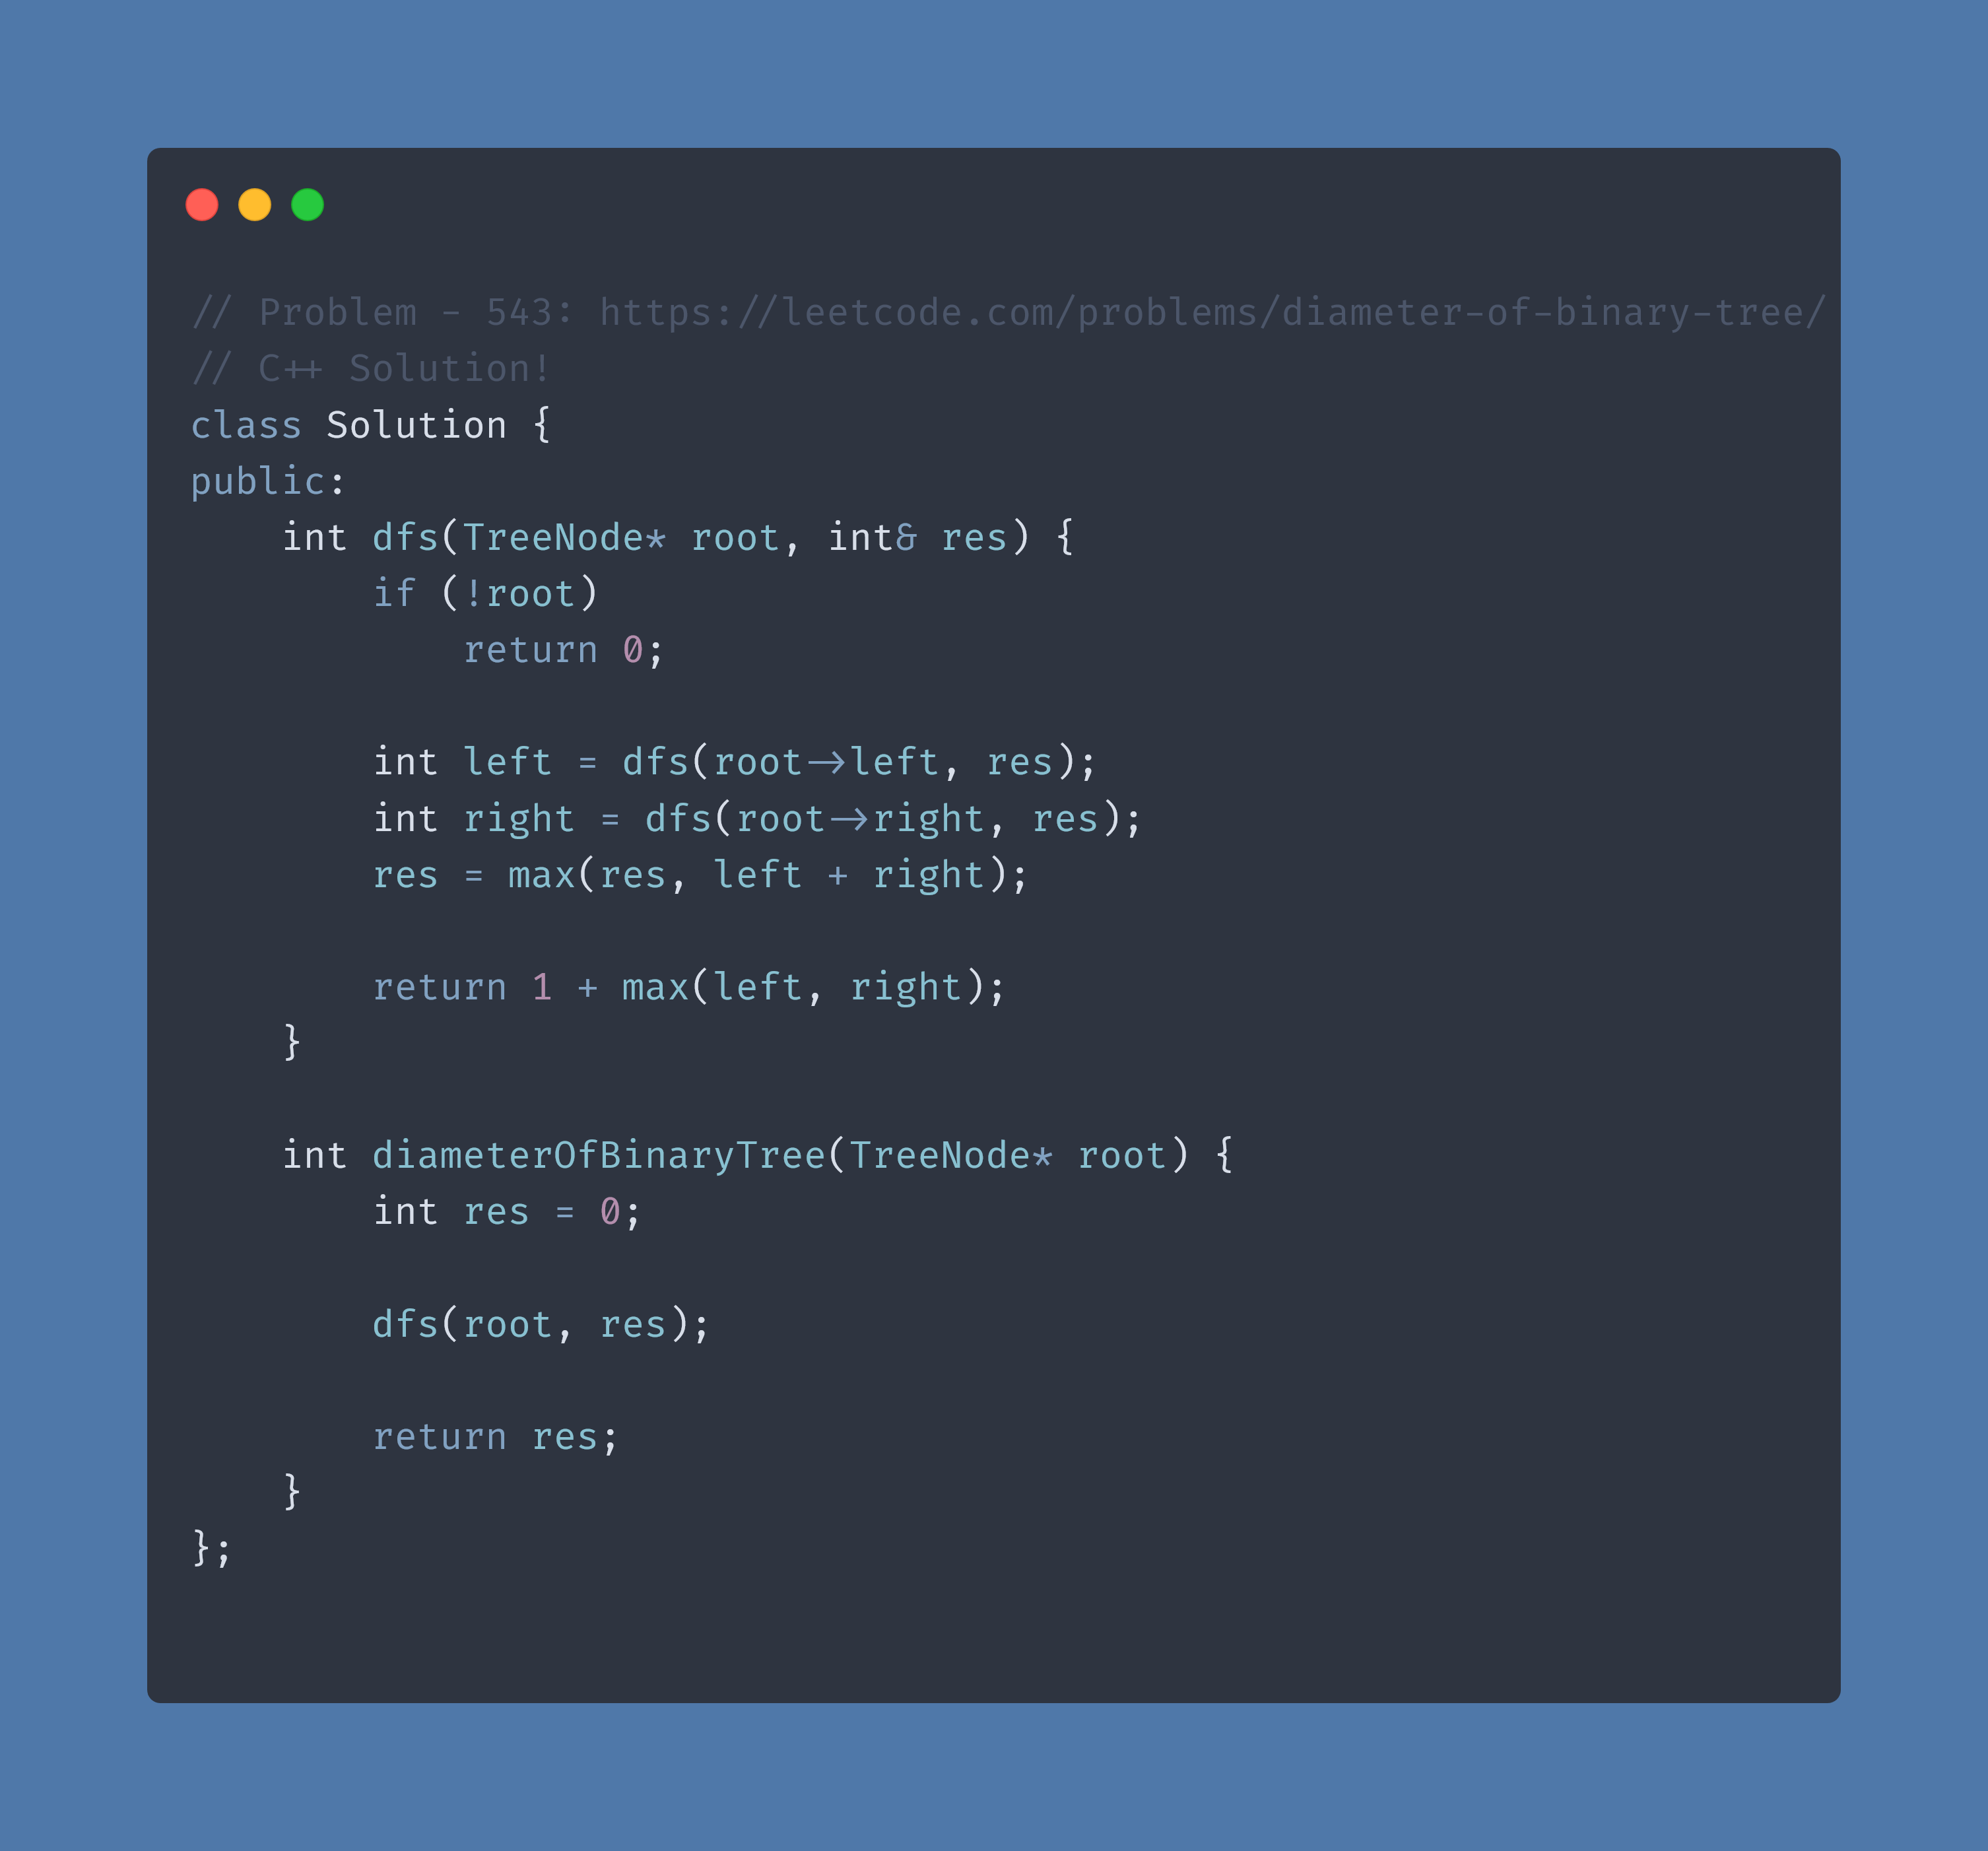 // Problem - 543: https://leetcode.com/problems/diameter-of-binary-tree/
// C++ Solution!
class Solution {
public:
    int dfs(TreeNode* root, int& res) {
        if (!root)
            return 0;

        int left = dfs(root->left, res);
        int right = dfs(root->right, res);
        res = max(res, left + right);

        return 1 + max(left, right);
    }

    int diameterOfBinaryTree(TreeNode* root) {
        int res = 0;

        dfs(root, res);

        return res;
    }
};